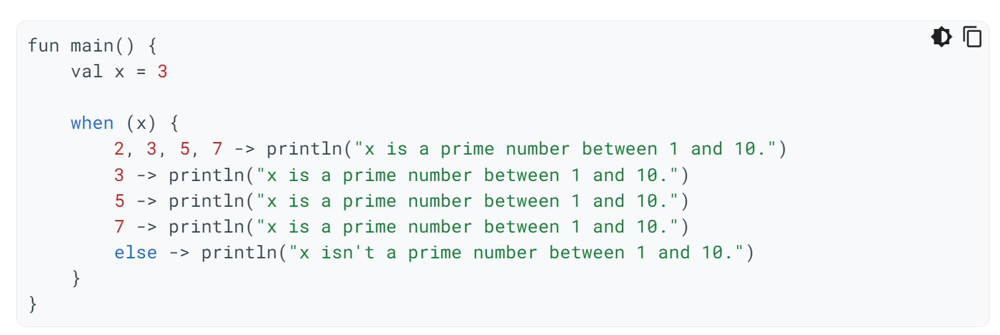 fun main() {
    val x = 3

    when (x) {
        2, 3, 5, 7 -> println("x is a prime number between 1 and 10.")
        3 -> println("x is a prime number between 1 and 10.")
        5 -> println("x is a prime number between 1 and 10.")
        7 -> println("x is a prime number between 1 and 10.")
        else -> println("x isn't a prime number between 1 and 10.")
    }
}